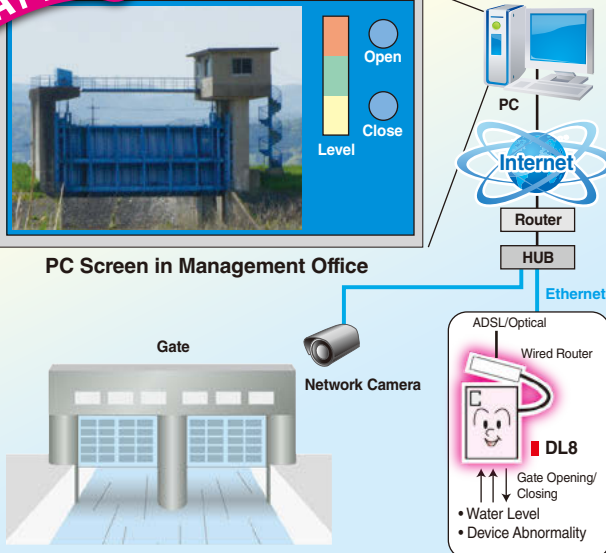 Open
Close
Level
PC
Internet
Router
HUB
PC Screen in Management Office
Ethernet
ADSL/Optical
Wired Router
Gate
Network Camera
C
DL8
Gate Opening/
Closing
• Water Level
• Device Abnormality